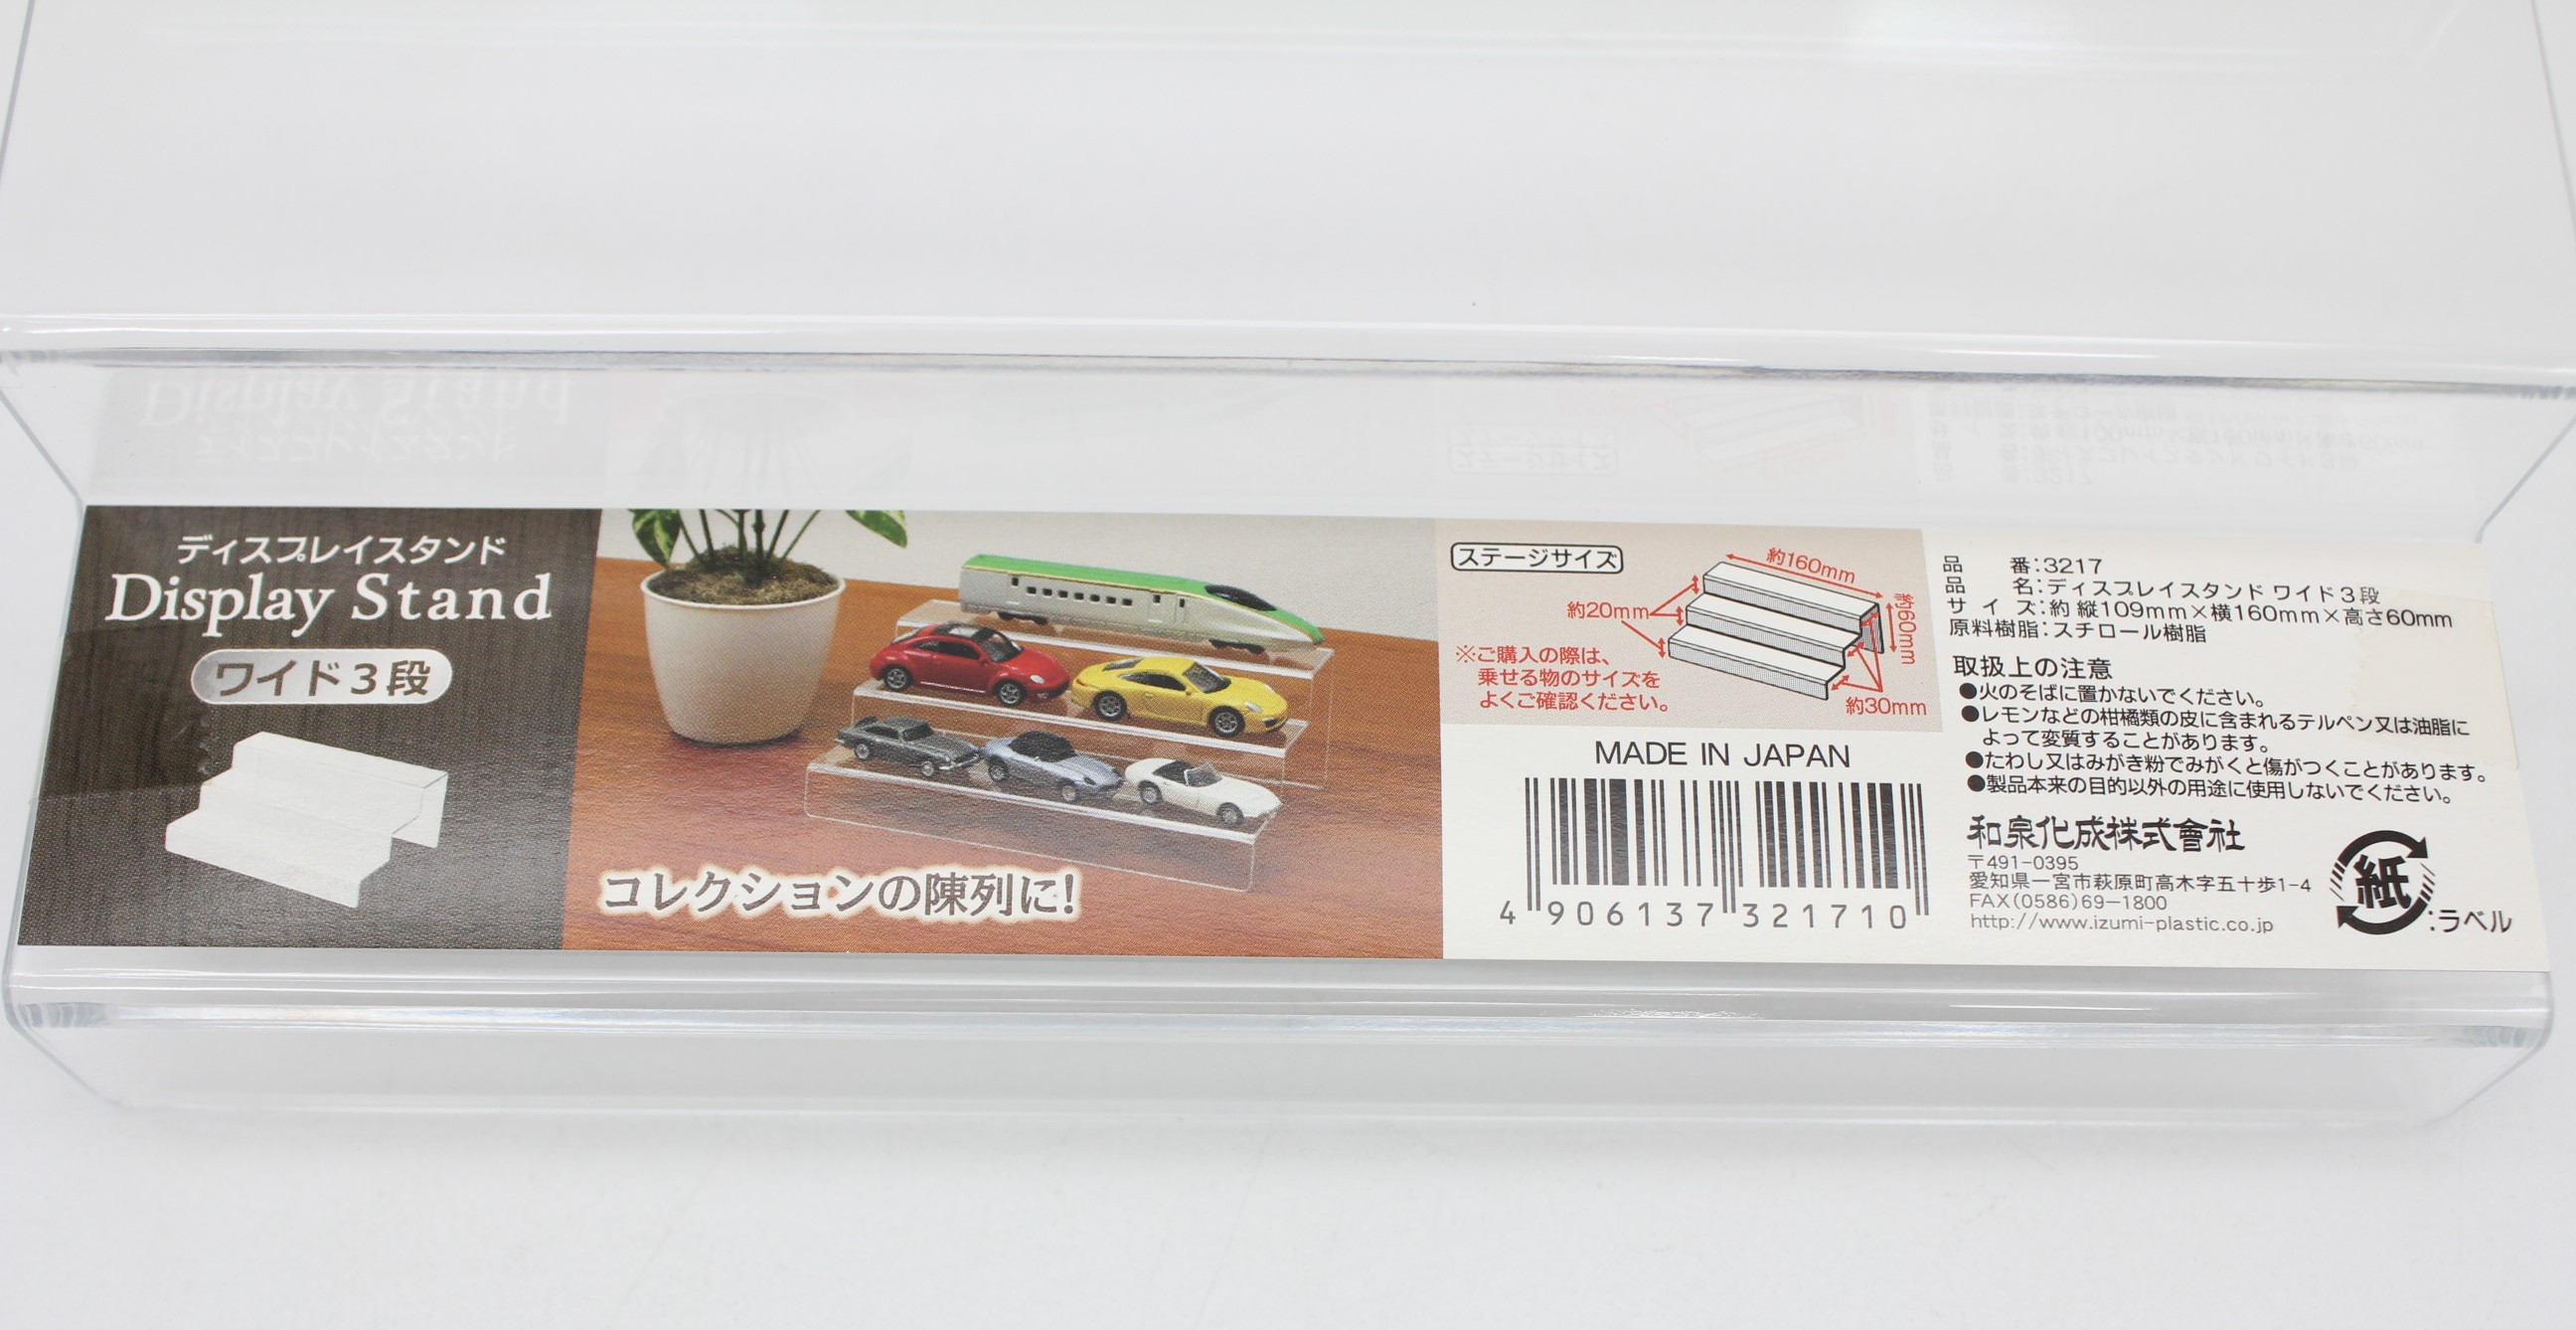 ディスプレイスタンド
Display Stand
ワイド3段
コレクションの陳列に!
ステージサイズ
約160mm
約20mm
約60mm
約30mm
※ご購入の際は、
乗せる物のサイズを
よくご確認ください。
MADE IN JAPAN
4 906137 321710
品 番:3217
品 名:ディスプレイスタンド ワイド3段
サイズ:約 縦109mm×横160mm×高さ60mm
原料樹脂:スチロール樹脂
取扱上の注意
●火のそばに置かないでください。
●レモンなどの柑橘類の皮に含まれるテルペン又は油脂に
よって変質することがあります。
●たわし又はみがき粉でみがくと傷がつくことがあります。
●製品本来の目的以外の用途に使用しないでください。
和泉化成株式會社
〒491-0395
愛知県一宮市萩原町高木字五十歩1-4
FAX(0586)69-1800
http://www.izumi-plastic.co.jp
紙:ラベル